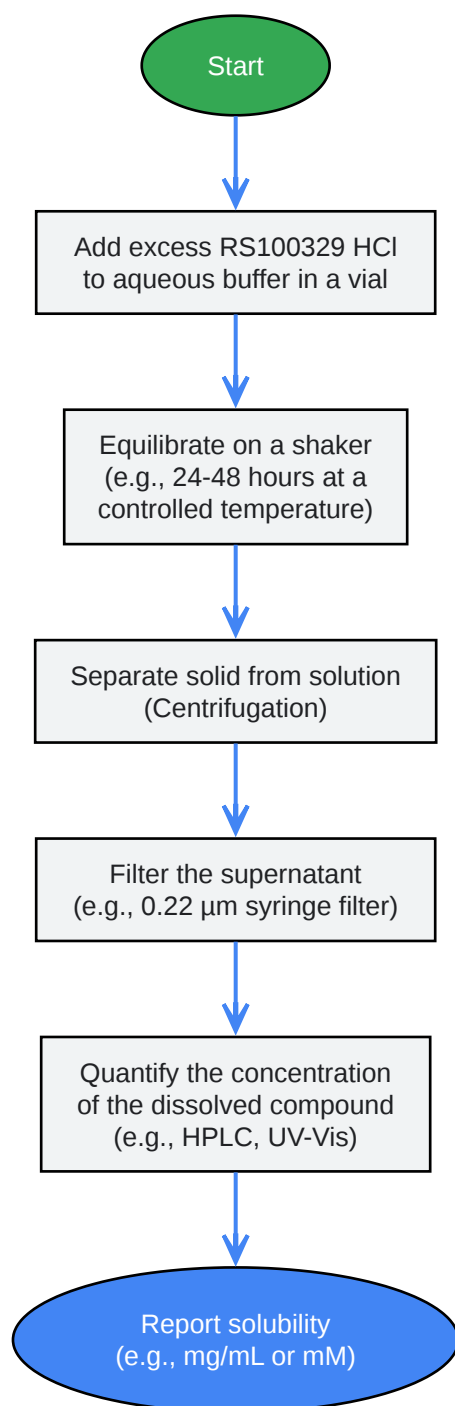 Start
Add excess RS100329 HCl
to aqueous buffer in a vial
Equilibrate on a shaker
(e.g., 24-48 hours at a
controlled temperature)
Separate solid from solution
(Centrifugation)
Filter the supernatant
(e.g., 0.22 µm syringe filter)
Quantify the concentration
of the dissolved compound
(e.g., HPLC, UV-Vis)
Report solubility
(e.g., mg/mL or mM)